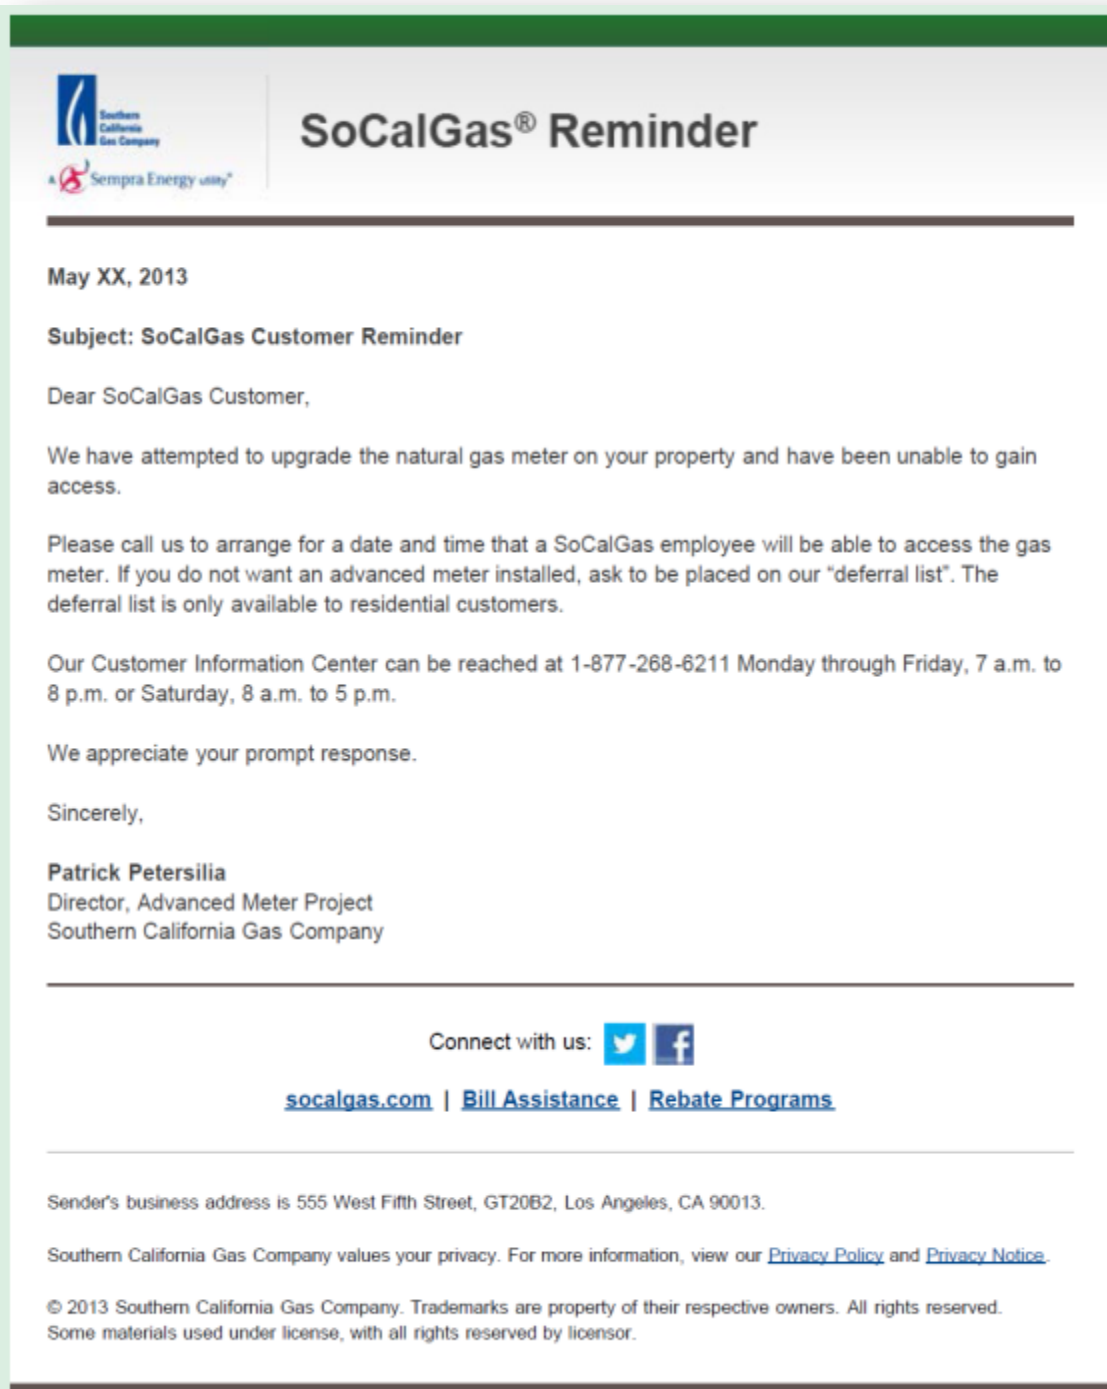 Southern
California
Gas Company
A Sempra Energy utility®
SoCalGas® Reminder
May XX, 2013
Subject: SoCalGas Customer Reminder
Dear SoCalGas Customer,
We have attempted to upgrade the natural gas meter on your property and have been unable to gain
access.
Please call us to arrange for a date and time that a SoCalGas employee will be able to access the gas
meter. If you do not want an advanced meter installed, ask to be placed on our “deferral list”. The
deferral list is only available to residential customers.
Our Customer Information Center can be reached at 1-877-268-6211 Monday through Friday, 7 a.m. to
8 p.m. or Saturday, 8 a.m. to 5 p.m.
We appreciate your prompt response.
Sincerely,
Patrick Petersilia
Director, Advanced Meter Project
Southern California Gas Company
Connect with us:
socalgas.com | Bill Assistance | Rebate Programs
Sender's business address is 555 West Fifth Street, GT20B2, Los Angeles, CA 90013.
Southern California Gas Company values your privacy. For more information, view our Privacy Policy and Privacy Notice.
© 2013 Southern California Gas Company. Trademarks are property of their respective owners. All rights reserved.
Some materials used under license, with all rights reserved by licensor.